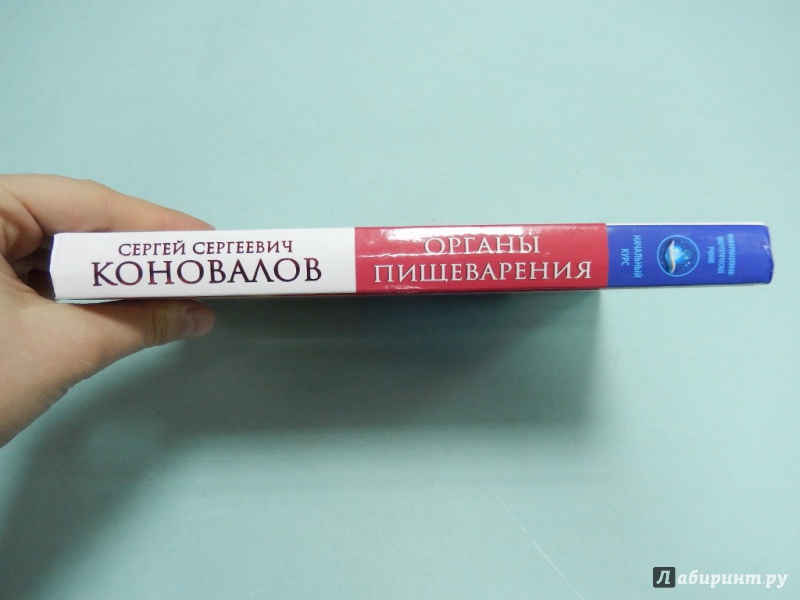 СЕРГЕЙ СЕРГЕЕВИЧ
КОНОВАЛОВ
ОРГАНЫ
ПИЩЕВАРЕНИЯ
НАЧАЛЬНЫЙ
КУРС
Лабиринт.ру